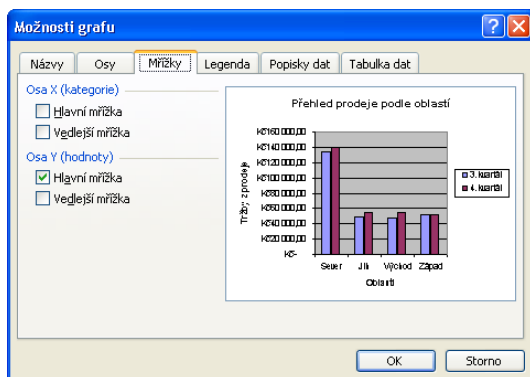 Možnosti grafu
Názvy
Osy
Mřížky
Legenda
Popisky dat
Tabulka dat
Osa X (kategorie)
Hlavní mřížka
Vedlejší mřížka
Osa Y (hodnoty)
Hlavní mřížka
Vedlejší mřížka
Přehled prodeje podle oblastí
Tržby z prodeje
Kč160 000,00
Kč140 000,00
Kč120 000,00
Kč100 000,00
Kč80 000,00
Kč60 000,00
Kč40 000,00
Kč20 000,00
Kč-
Sever
Jih
Východ
Západ
Oblasti
3. kvartál
4. kvartál
OK
Storno